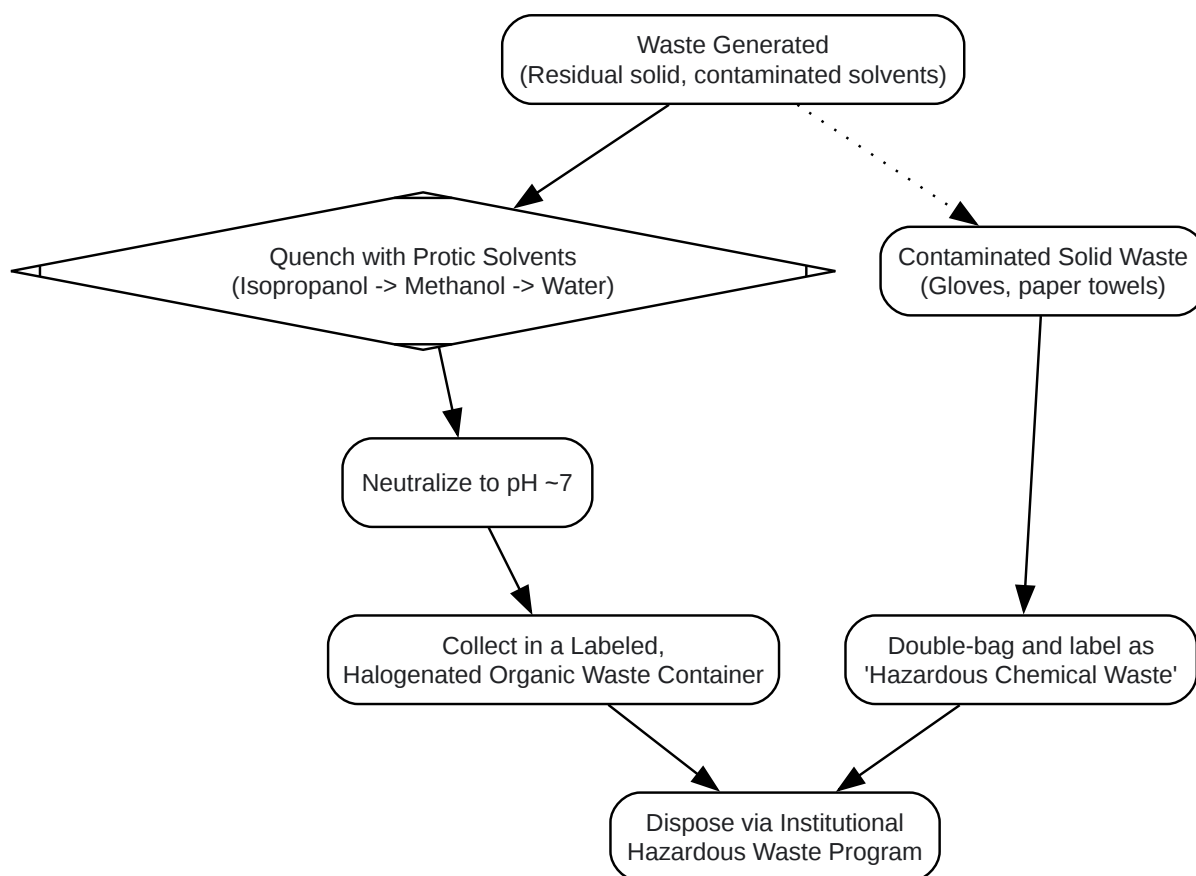 Waste Generated
(Residual solid, contaminated solvents)
Quench with Protic Solvents
(Isopropanol -> Methanol -> Water)
Contaminated Solid Waste
(Gloves, paper towels)
Neutralize to pH ~7
Collect in a Labeled,
Halogenated Organic Waste Container
Double-bag and label as
'Hazardous Chemical Waste'
Dispose via Institutional
Hazardous Waste Program